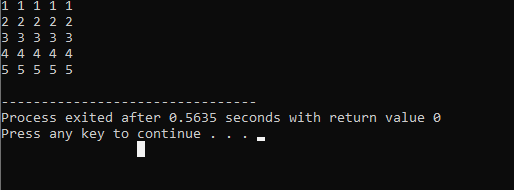 1 1 1 1 1
2 2 2 2 2
3 3 3 3 3
4 4 4 4 4
5 5 5 5 5
--------------------------------
Process exited after 0.5635 seconds with return value 0
Press any key to continue . . .